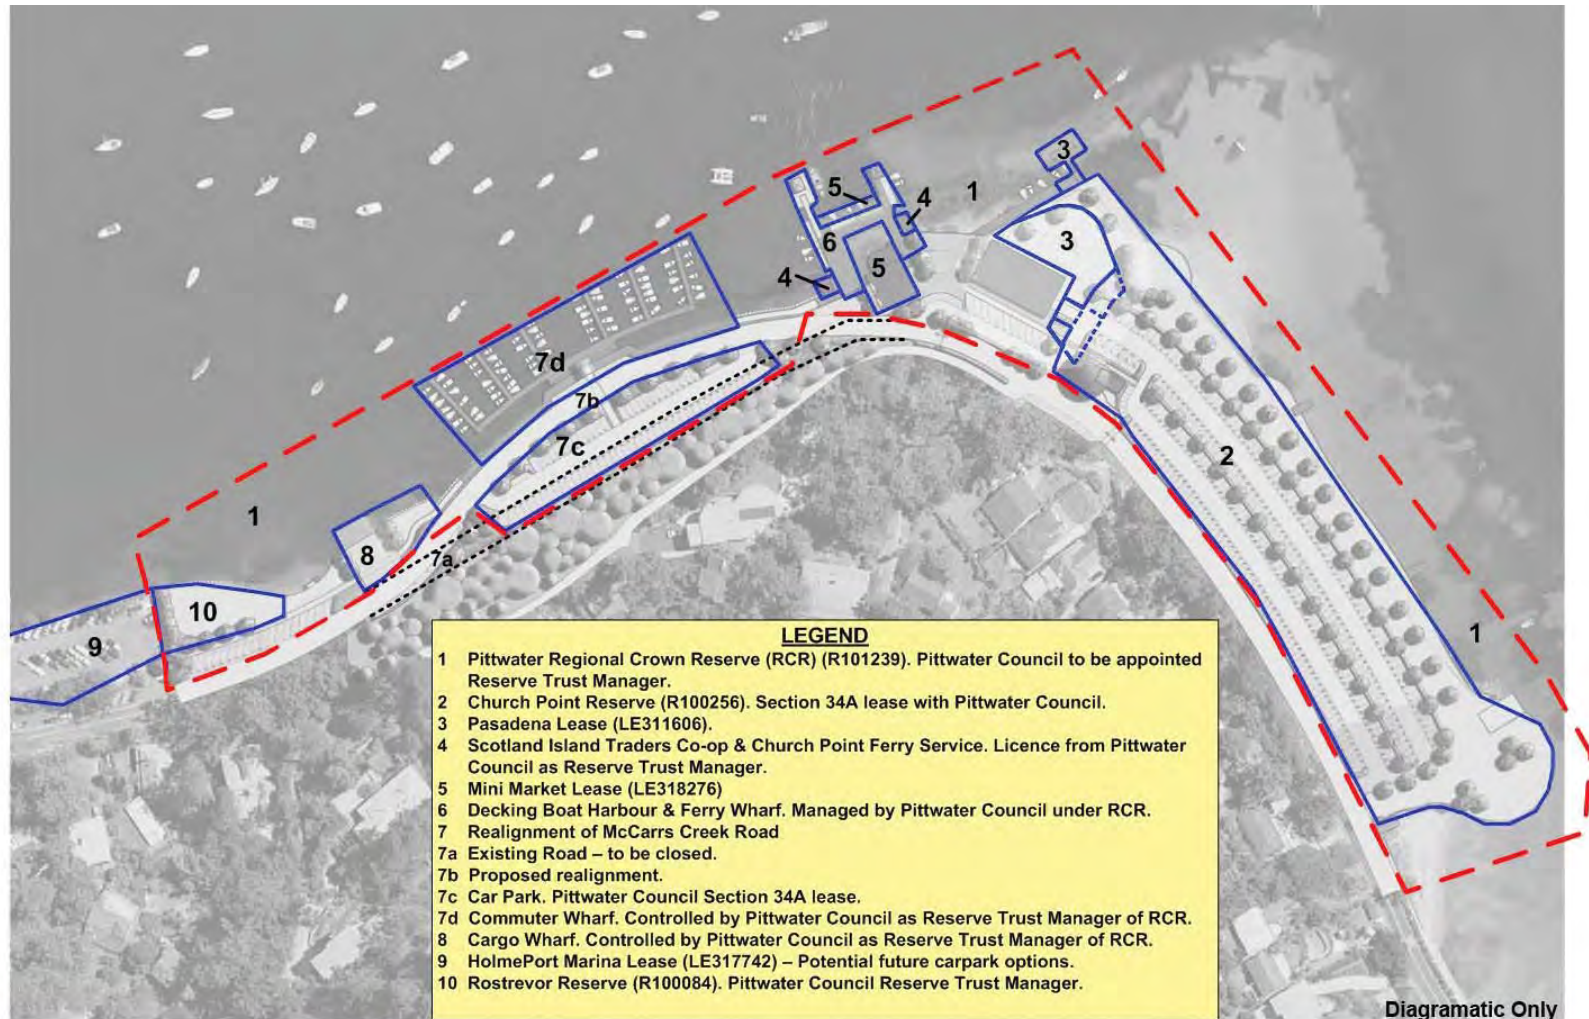 3
5
4
1
6
3
5
4
7d
7b
7c
2
1
8
7a
10
9
1
LEGEND
1 Pittwater Regional Crown Reserve (RCR) (R101239). Pittwater Council to be appointed
Reserve Trust Manager.
2 Church Point Reserve (R100256). Section 34A lease with Pittwater Council.
3 Pasadena Lease (LE311606).
4 Scotland Island Traders Co-op & Church Point Ferry Service. Licence from Pittwater
Council as Reserve Trust Manager.
5 Mini Market Lease (LE318276)
6 Decking Boat Harbour & Ferry Wharf. Managed by Pittwater Council under RCR.
7 Realignment of McCarrs Creek Road
7a Existing Road – to be closed.
7b Proposed realignment.
7c Car Park. Pittwater Council Section 34A lease.
7d Commuter Wharf. Controlled by Pittwater Council as Reserve Trust Manager of RCR.
8 Cargo Wharf. Controlled by Pittwater Council as Reserve Trust Manager of RCR.
9 HolmePort Marina Lease (LE317742) – Potential future carpark options.
10 Rostrevor Reserve (R100084). Pittwater Council Reserve Trust Manager.
Diagramatic Only